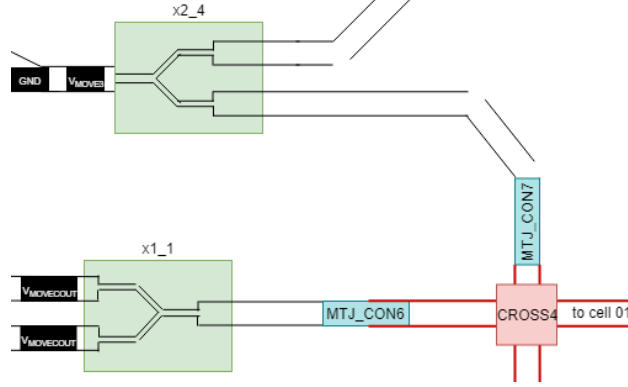 x2_4
GND
VMOVE3
MTJ_CON7
x1_1
VMOVECOUT
MTJ_CON6
CROSS4
to cell 01
VMOVECOUT